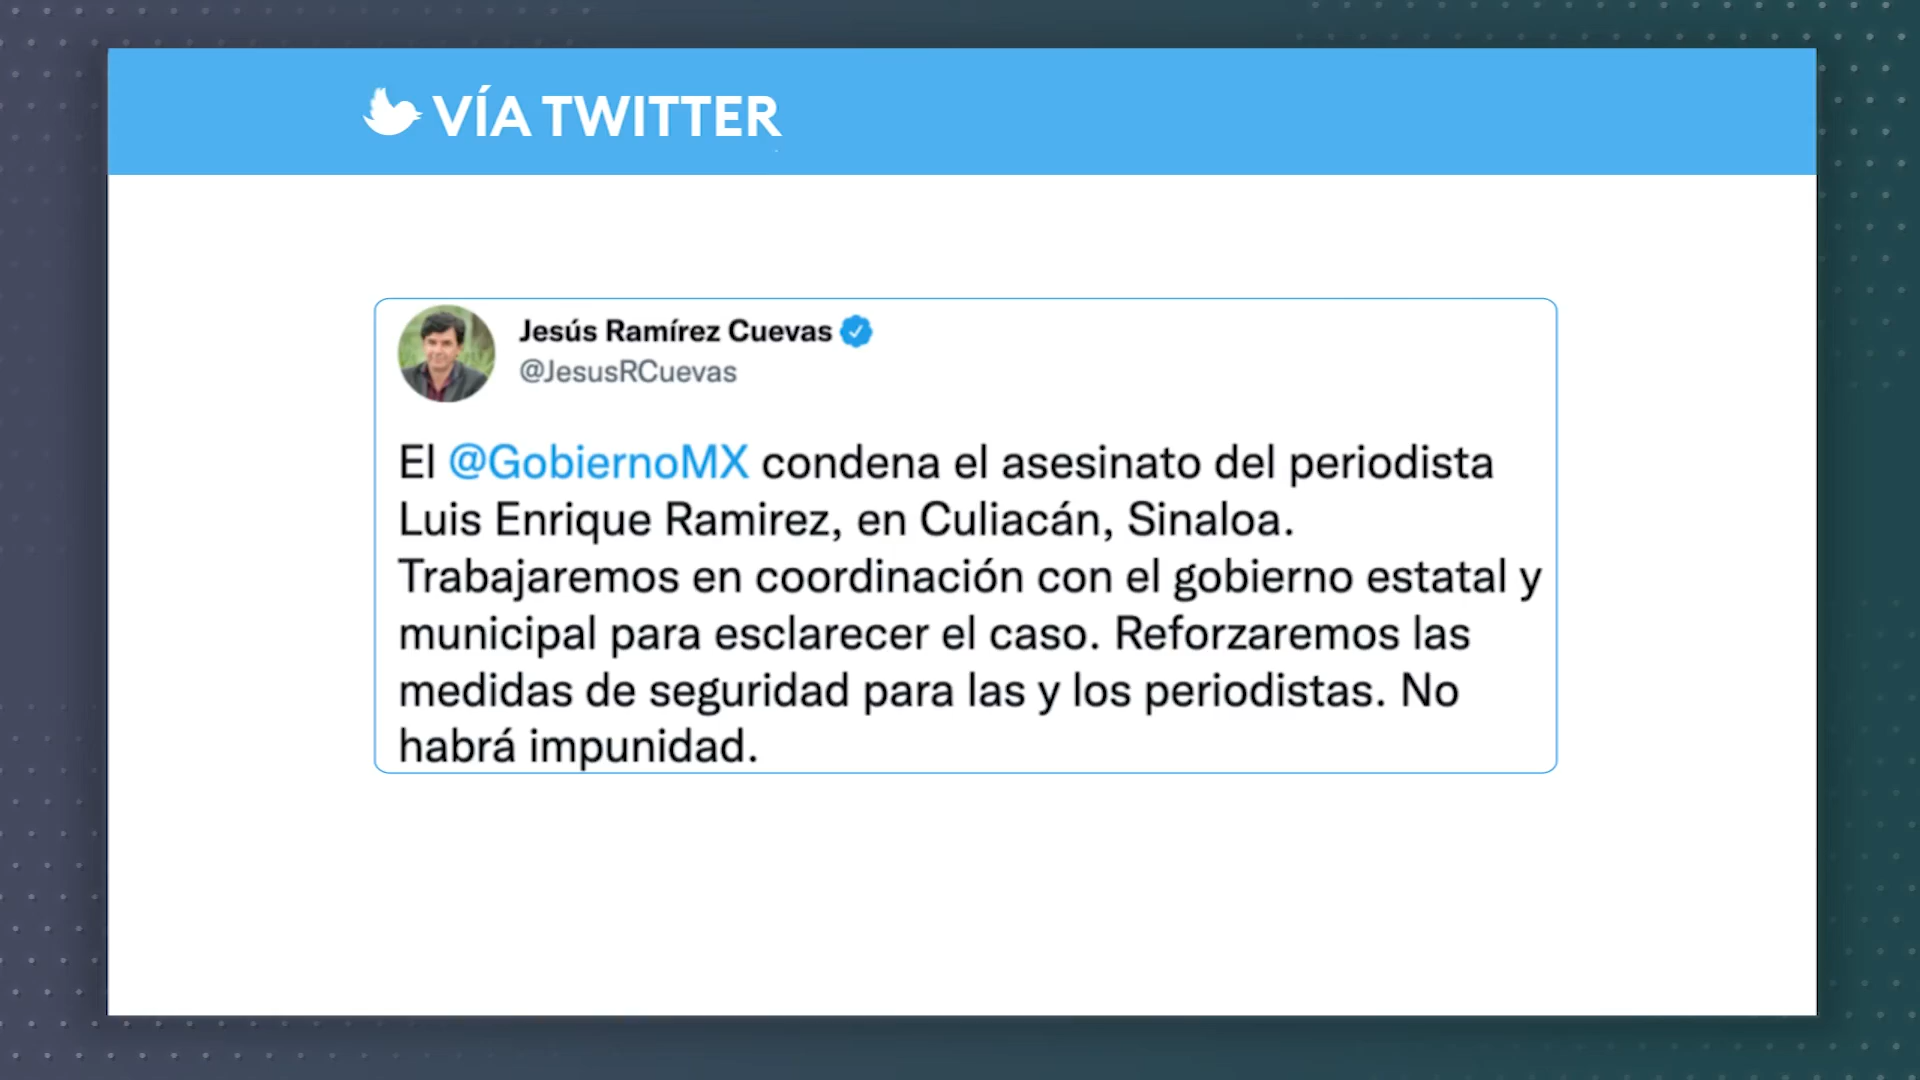 VÍA TWITTER
Jesús Ramírez Cuevas
@JesusRCuevas
El @GobiernoMX condena el asesinato del periodista
Luis Enrique Ramirez, en Culiacán, Sinaloa.
Trabajaremos en coordinación con el gobierno estatal y
municipal para esclarecer el caso. Reforzaremos las
medidas de seguridad para las y los periodistas. No
habrá impunidad.